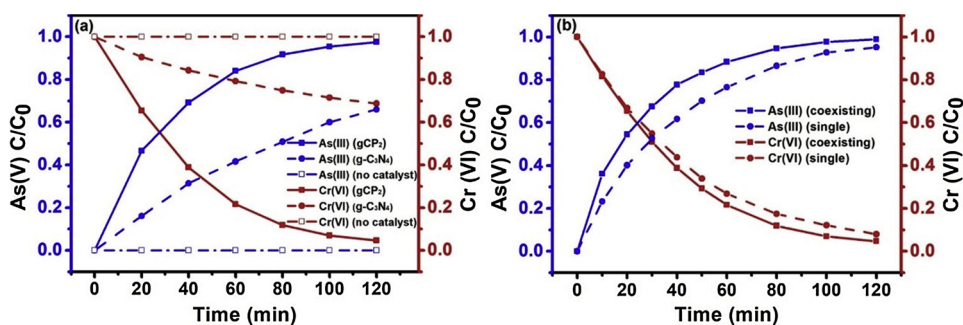 (a)
As(V) C/C0
1.0
0.8
0.6
0.4
0.2
0.0
As(III) (gCP₂)
As(III) (g-C₃N₄)
As(III) (no catalyst)
Cr(VI) (gCP₂)
Cr(VI) (g-C₃N₄)
Cr(VI) (no catalyst)
1.0
0.8
0.6
0.4
0.2
0.0
Cr (VI) C/C0
0 20 40 60 80 100 120
Time (min)
(b)
As(V) C/C0
1.0
0.8
0.6
0.4
0.2
0.0
As(III) (coexisting)
As(III) (single)
Cr(VI) (coexisting)
Cr(VI) (single)
1.0
0.8
0.6
0.4
0.2
0.0
Cr (VI) C/C0
0 20 40 60 80 100 120
Time (min)